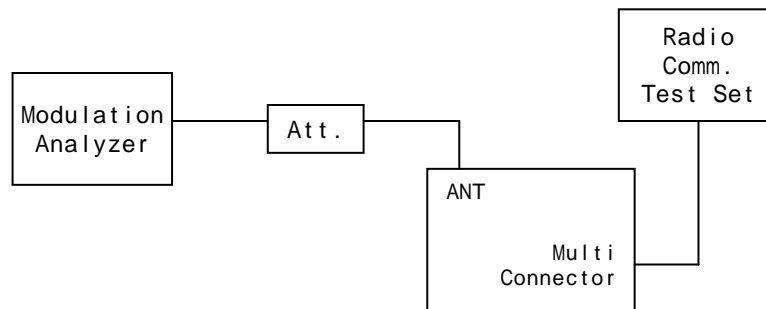 Radio
Comm.
Test Set
Modulation
Analyzer
Att.
ANT
Multi
Connector